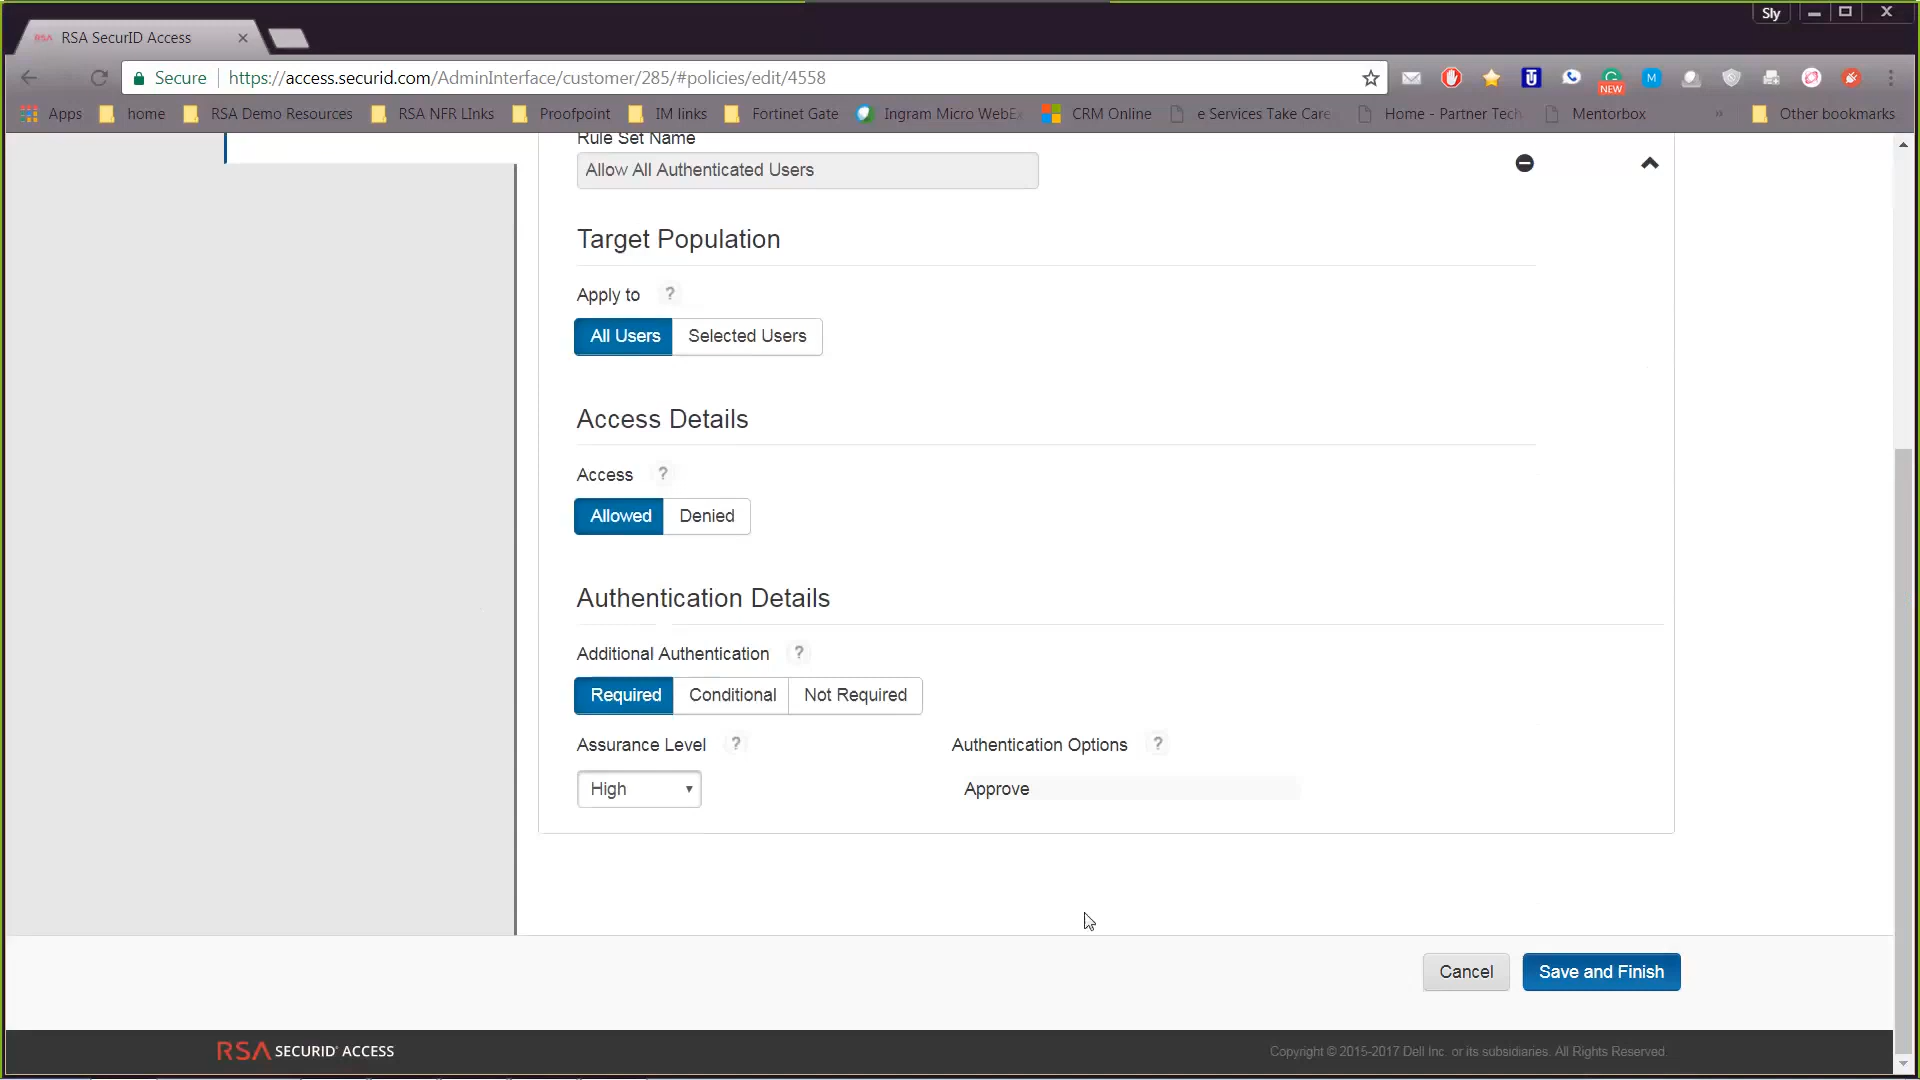 Sly
RSA SecurID Access
Secure https://access.securid.com/AdminInterface/customer/285/#policies/edit/4558
NEW
Apps home RSA Demo Resources RSA NFR LInks Proofpoint IM links Fortinet Gate Ingram Micro WebEx CRM Online e Services Take Care Home - Partner Tech Mentorbox » Other bookmarks
Rule Set Name
Allow All Authenticated Users
Target Population
Apply to ?
All Users Selected Users
Access Details
Access ?
Allowed Denied
Authentication Details
Additional Authentication ?
Required Conditional Not Required
Assurance Level ? Authentication Options ?
High Approve
Cancel Save and Finish
RSA SECURID ACCESS
Copyright © 2015-2017 Dell Inc. or its subsidiaries. All Rights Reserved.